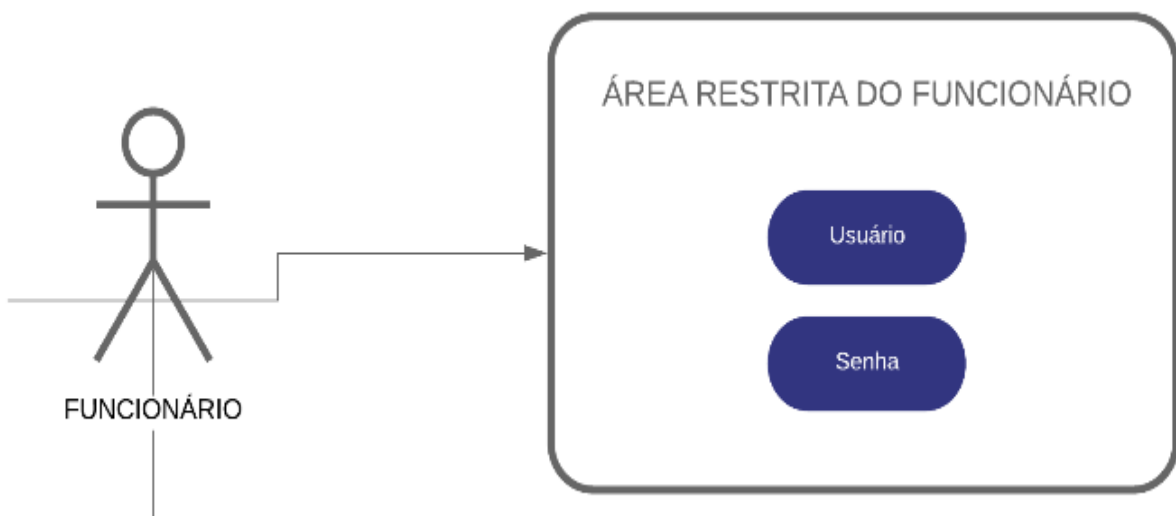 ÁREA RESTRITA DO FUNCIONÁRIO
Usuário
Senha
FUNCIONÁRIO